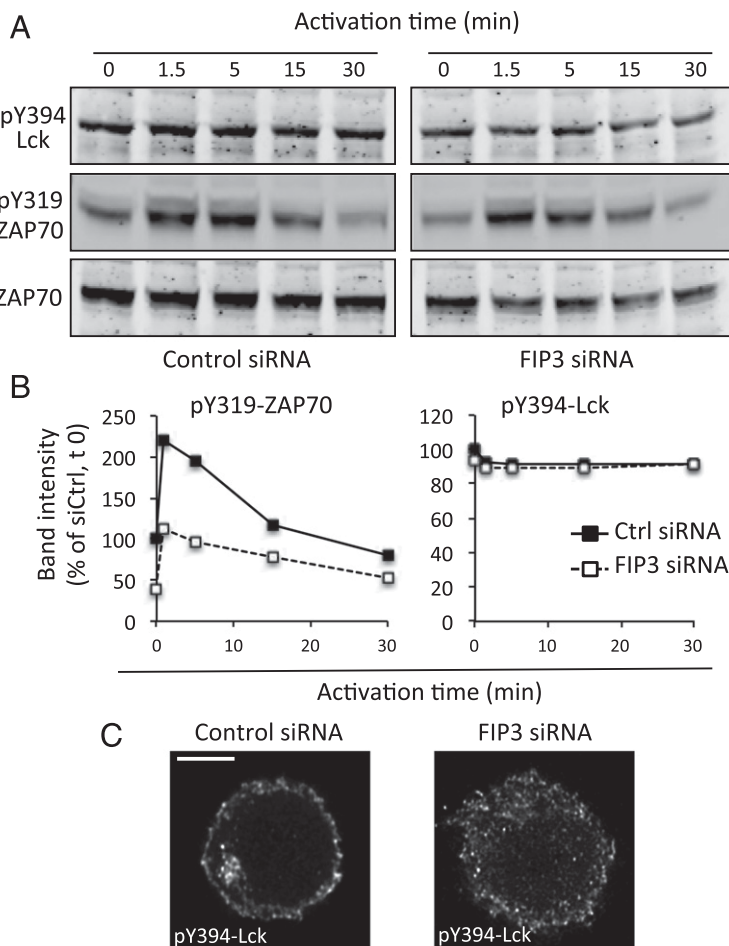 A
Activation time (min)
0 1.5 5 15 30 0 1.5 5 15 30
pY394
Lck
pY319
ZAP70
ZAP70
Control siRNA FIP3 siRNA
B
pY319-ZAP70 pY394-Lck
Band intensity
(% of siCtrl, t 0)
250
200
150
100
50
0
0 10 20 30
120
100
80
60
40
20
0
0 10 20 30
Ctrl siRNA
FIP3 siRNA
Activation time (min)
C
Control siRNA FIP3 siRNA
pY394-Lck pY394-Lck